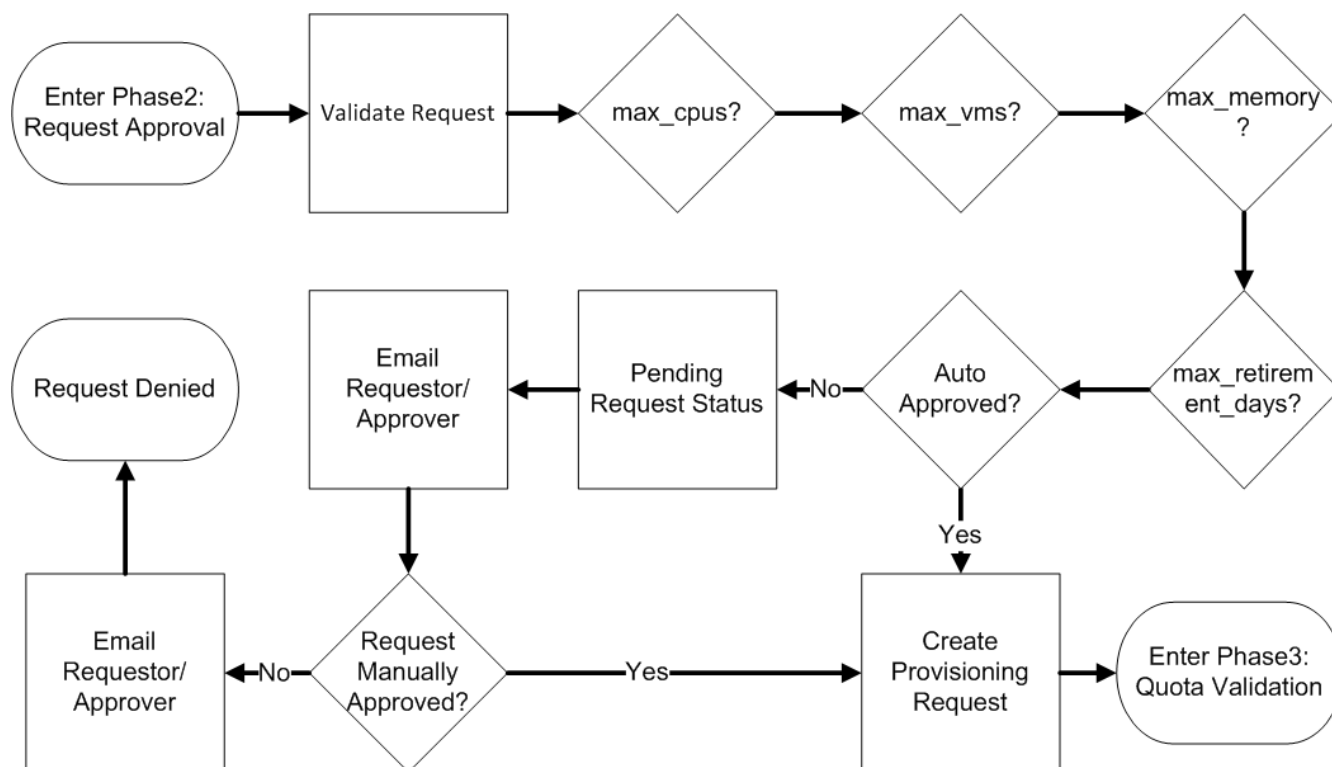 Enter Phase2:
Request Approval
Validate Request
max_cpus?
max_vms?
max_memory
?
Request Denied
Email
Requestor/
Approver
Pending
Request Status
No
Auto
Approved?
max_retirem
ent_days?
Yes
Email
Requestor/
Approver
No
Request
Manually
Approved?
Yes
Create
Provisioning
Request
Enter Phase3:
Quota Validation